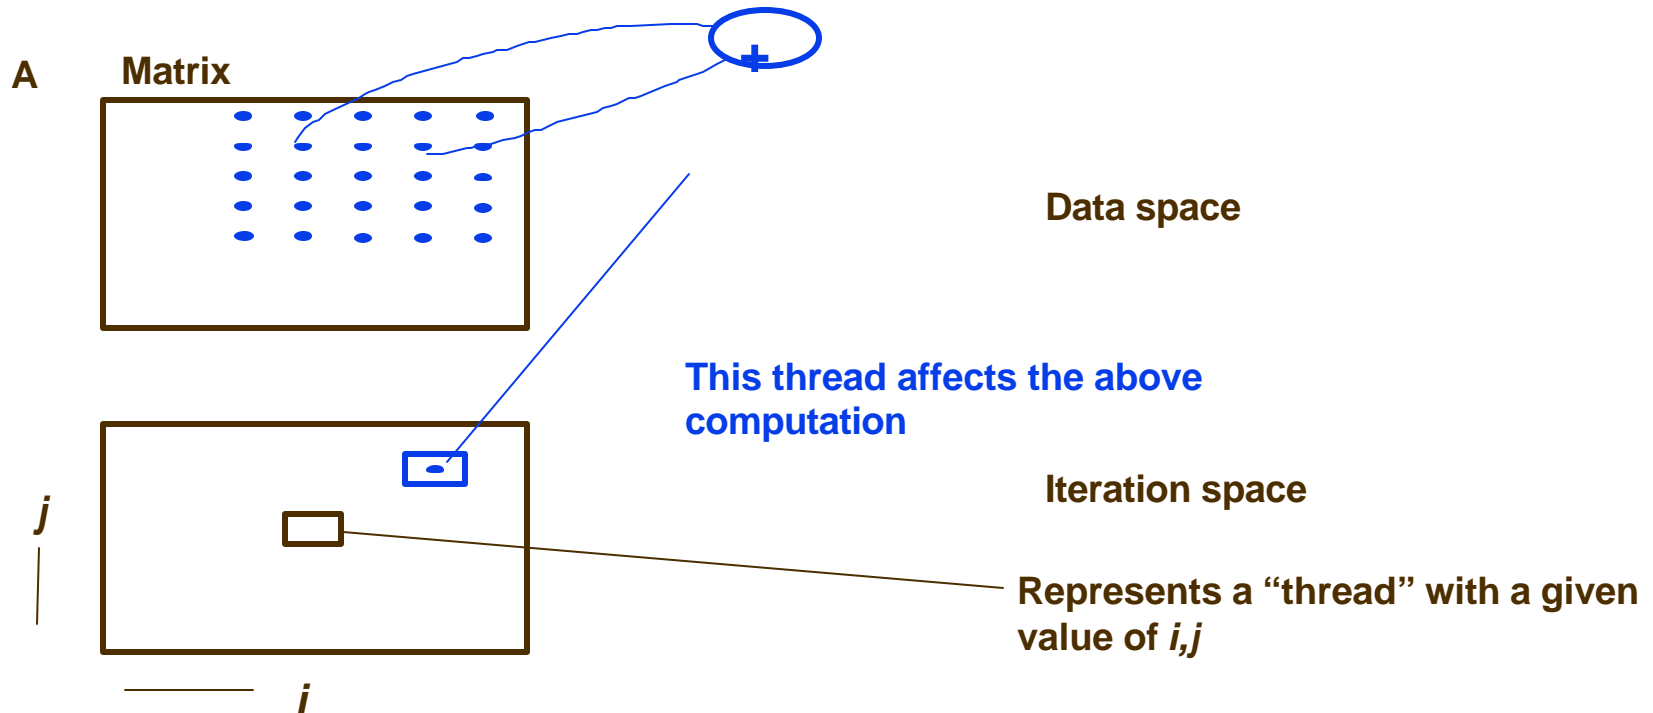 +
A
Matrix
Data space
This thread affects the above
computation
Iteration space
j
Represents a “thread” with a given
value of i,j
i